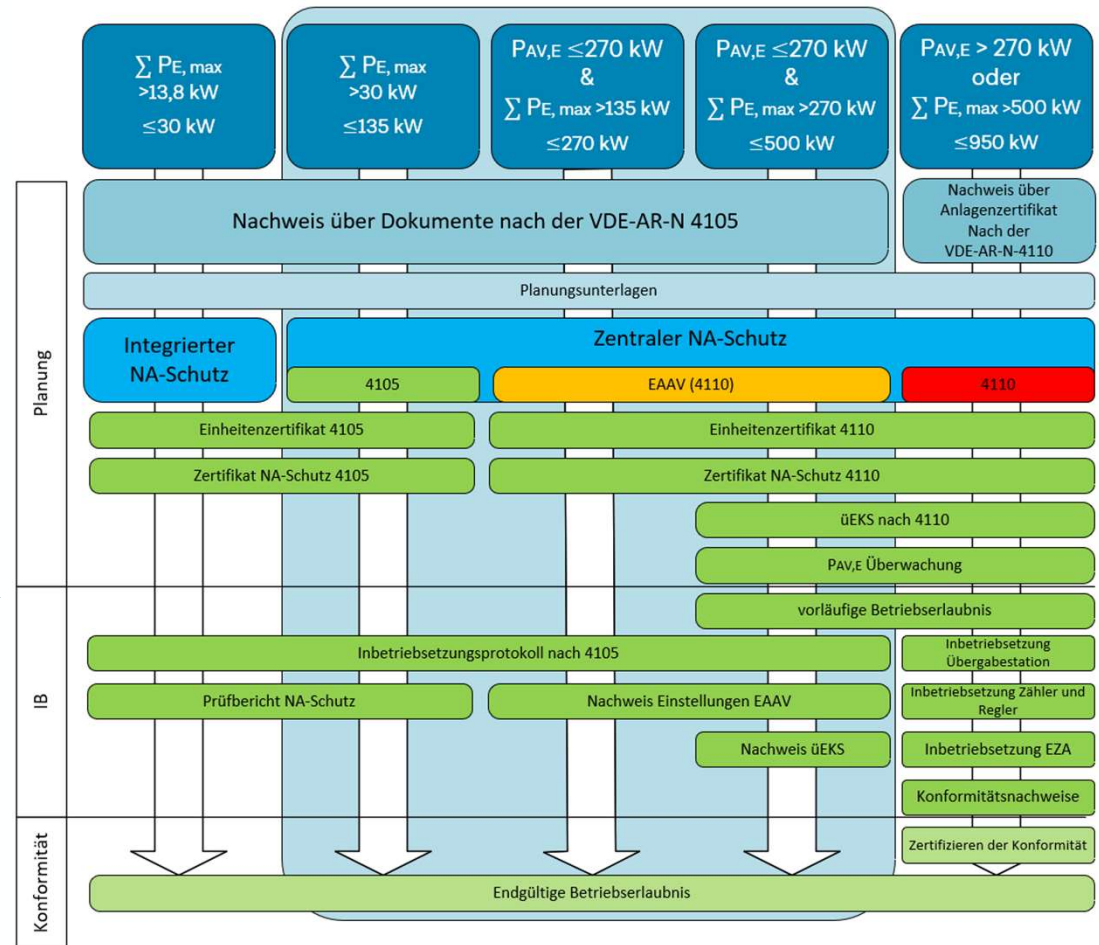 ∑ PE, max
>13,8 kW
≤30 kW
∑ PE, max
>30 kW
≤135 kW
PAV,E ≤270 kW
&
∑ PE, max >135 kW
≤270 kW
PAV,E ≤270 kW
&
∑ PE, max >270 kW
≤500 kW
PAV,E > 270 kW
oder
∑ PE, max >500 kW
≤950 kW
Planung
Nachweis über Dokumente nach der VDE-AR-N 4105
Nachweis über
Anlagenzertifikat
Nach der
VDE-AR-N-4110
Planungsunterlagen
Integrierter
NA-Schutz
Zentraler NA-Schutz
4105
EAAV (4110)
4110
Einheitenzertifikat 4105
Einheitenzertifikat 4110
Zertifikat NA-Schutz 4105
Zertifikat NA-Schutz 4110
üEKS nach 4110
PAV,E Überwachung
IB
vorläufige Betriebserlaubnis
Inbetriebsetzungsprotokoll nach 4105
Inbetriebsetzung
Übergabestation
Prüfbericht NA-Schutz
Nachweis Einstellungen EAAV
Inbetriebsetzung Zähler und
Regler
Nachweis üEKS
Inbetriebsetzung EZA
Konformitätsnachweise
Konformität
Zertifizieren der Konformität
Endgültige Betriebserlaubnis